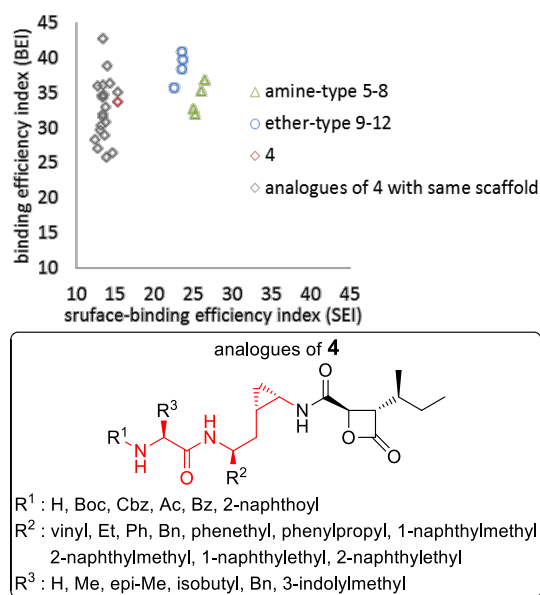 binding efficiency index (BEI)
45
40
35
30
25
20
15
10
10 15 20 25 30 35 40 45
sruface-binding efficiency index (SEI)
amine-type 5-8
ether-type 9-12
4
analogues of 4 with same scaffold
analogues of 4
R3
R1
N
H
O
H
N
R2
N
H
O
O
O
R1 : H, Boc, Cbz, Ac, Bz, 2-naphthoyl
R2 : vinyl, Et, Ph, Bn, phenethyl, phenylpropyl, 1-naphthylmethyl
2-naphthylmethyl, 1-naphthylethyl, 2-naphthylethyl
R3 : H, Me, epi-Me, isobutyl, Bn, 3-indolylmethyl